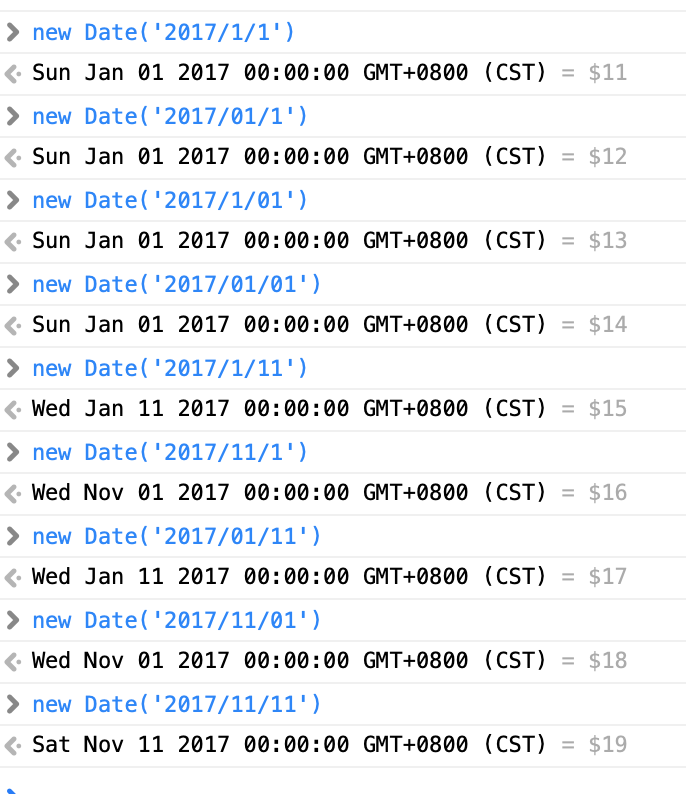 new Date('2017/1/1')
Sun Jan 01 2017 00:00:00 GMT+0800 (CST) = $11
new Date('2017/01/1')
Sun Jan 01 2017 00:00:00 GMT+0800 (CST) = $12
new Date('2017/1/01')
Sun Jan 01 2017 00:00:00 GMT+0800 (CST) = $13
new Date('2017/01/01')
Sun Jan 01 2017 00:00:00 GMT+0800 (CST) = $14
new Date('2017/1/11')
Wed Jan 11 2017 00:00:00 GMT+0800 (CST) = $15
new Date('2017/11/1')
Wed Nov 01 2017 00:00:00 GMT+0800 (CST) = $16
new Date('2017/01/11')
Wed Jan 11 2017 00:00:00 GMT+0800 (CST) = $17
new Date('2017/11/01')
Wed Nov 01 2017 00:00:00 GMT+0800 (CST) = $18
new Date('2017/11/11')
Sat Nov 11 2017 00:00:00 GMT+0800 (CST) = $19